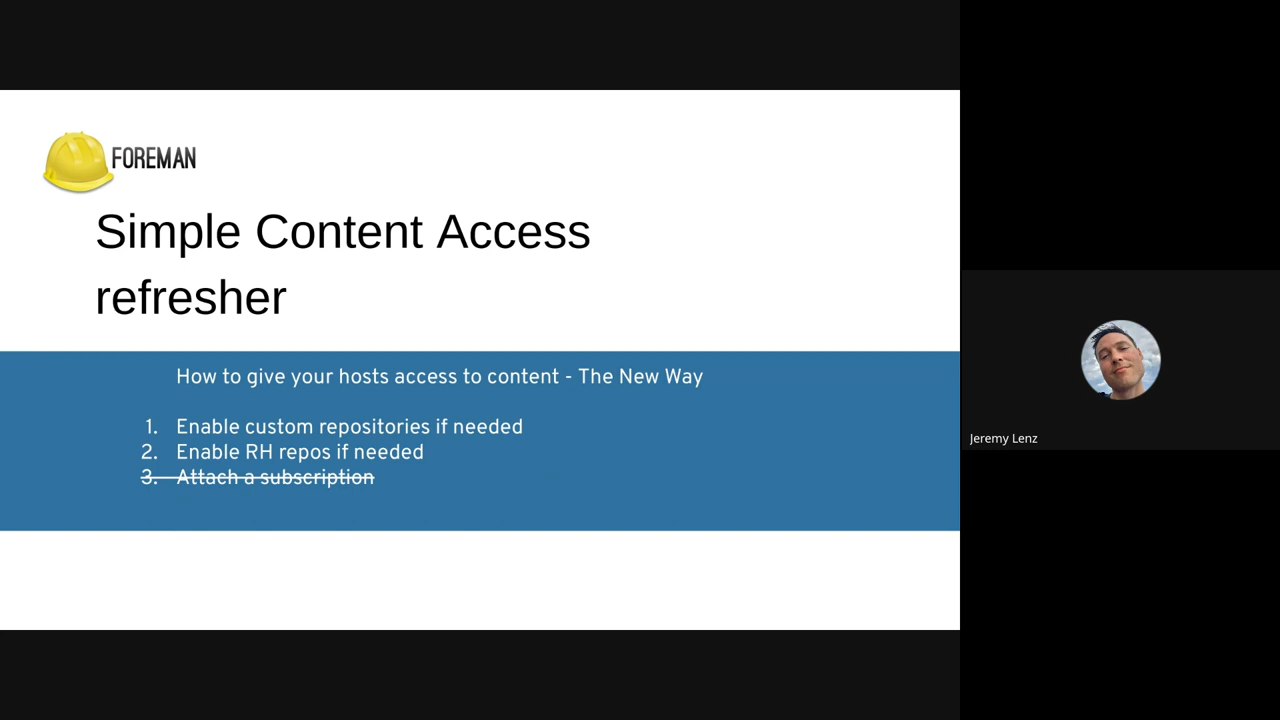 FOREMAN
Simple Content Access
refresher
How to give your hosts access to content - The New Way
1. Enable custom repositories if needed
2. Enable RH repos if needed
3. Attach a subscription
Jeremy Lenz